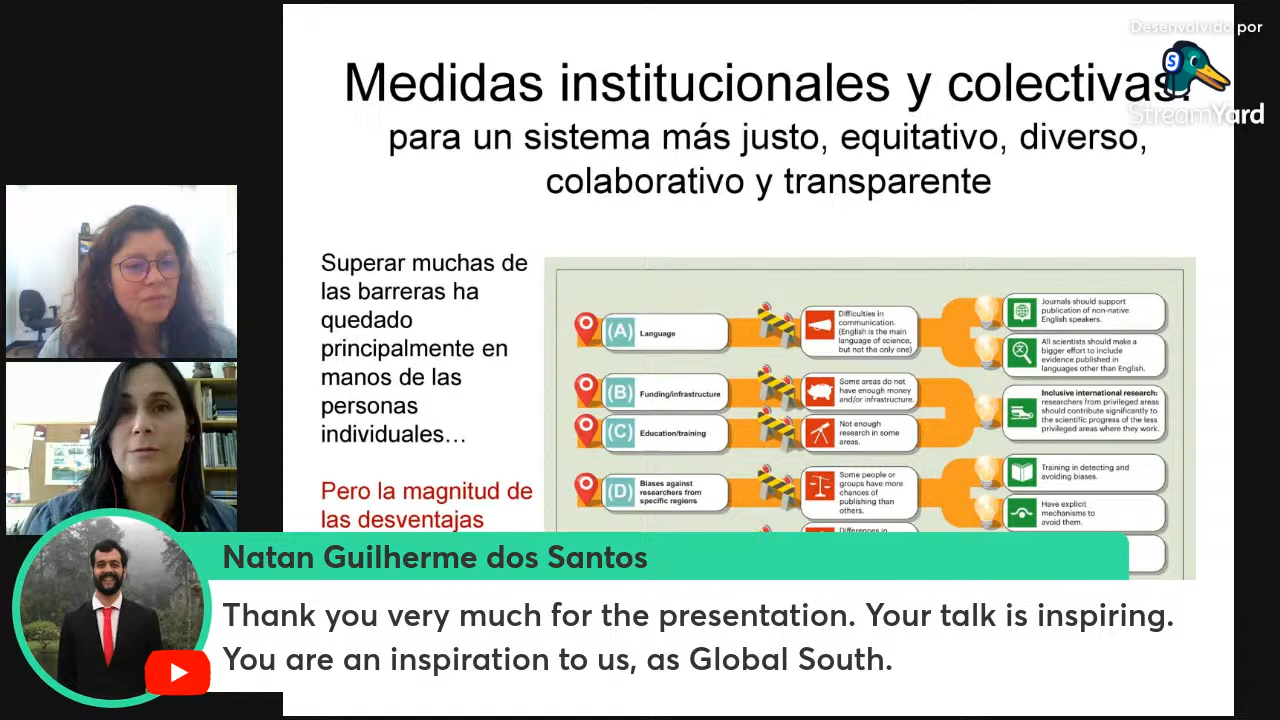 Desenvolvido por
StreamYard
Medidas institucionales y colectivas:
para un sistema más justo, equitativo, diverso,
colaborativo y transparente
Superar muchas de
las barreras ha
quedado
principalmente en
manos de las
personas
individuales…
Pero la magnitud de
las desventajas
(A) Language
Difficulties in
communication.
(English is the main
language of science,
but not the only one)
Journals should support
publication of non-native
English speakers.
All scientists should make a
bigger effort to include
evidence published in
languages other than English.
(B) Funding/infrastructure
Some areas do not
have enough money
and/or infrastructure.
(C) Education/training
Not enough
research in some
areas.
Inclusive international research:
researchers from privileged areas
should contribute significantly to
the scientific progress of the less
privileged areas where they work.
(D) Biases against
researchers from
specific regions
Some people or
groups have more
chances of
publishing than
others.
Training in detecting and
avoiding biases.
Have explicit
mechanisms to
avoid them.
Differences in
Natan Guilherme dos Santos
Thank you very much for the presentation. Your talk is inspiring.
You are an inspiration to us, as Global South.